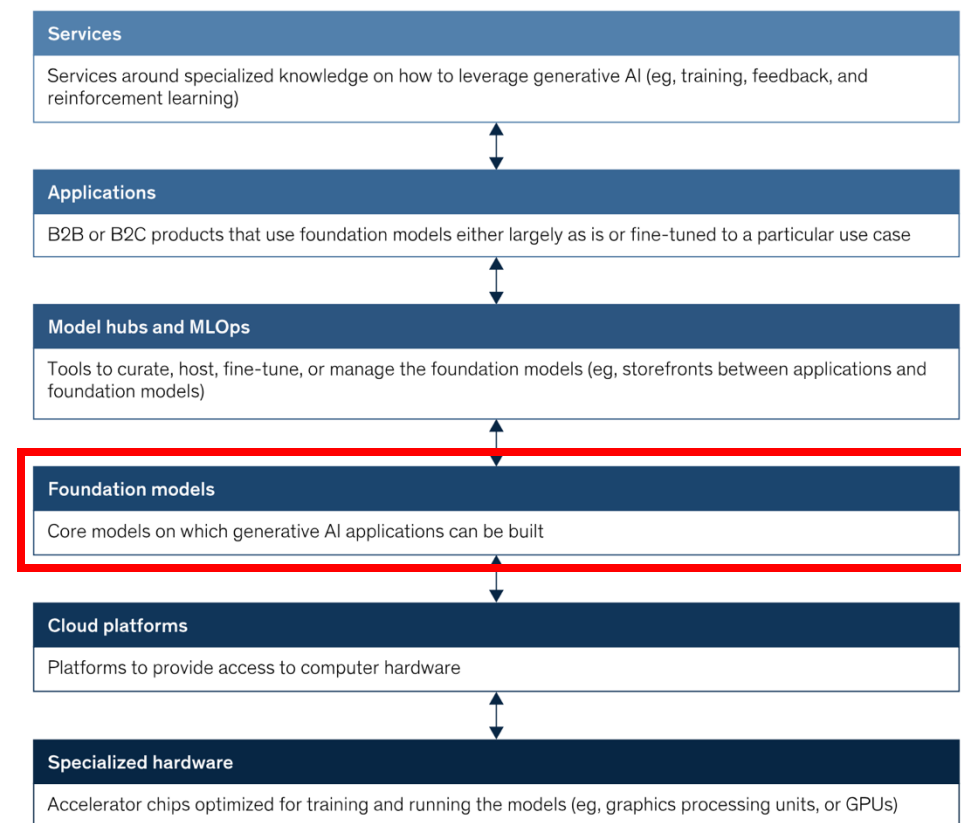 Services
Services around specialized knowledge on how to leverage generative AI (eg, training, feedback, and
reinforcement learning)
Applications
B2B or B2C products that use foundation models either largely as is or fine-tuned to a particular use case
Model hubs and MLOps
Tools to curate, host, fine-tune, or manage the foundation models (eg, storefronts between applications and
foundation models)
Foundation models
Core models on which generative AI applications can be built
Cloud platforms
Platforms to provide access to computer hardware
Specialized hardware
Accelerator chips optimized for training and running the models (eg, graphics processing units, or GPUs)